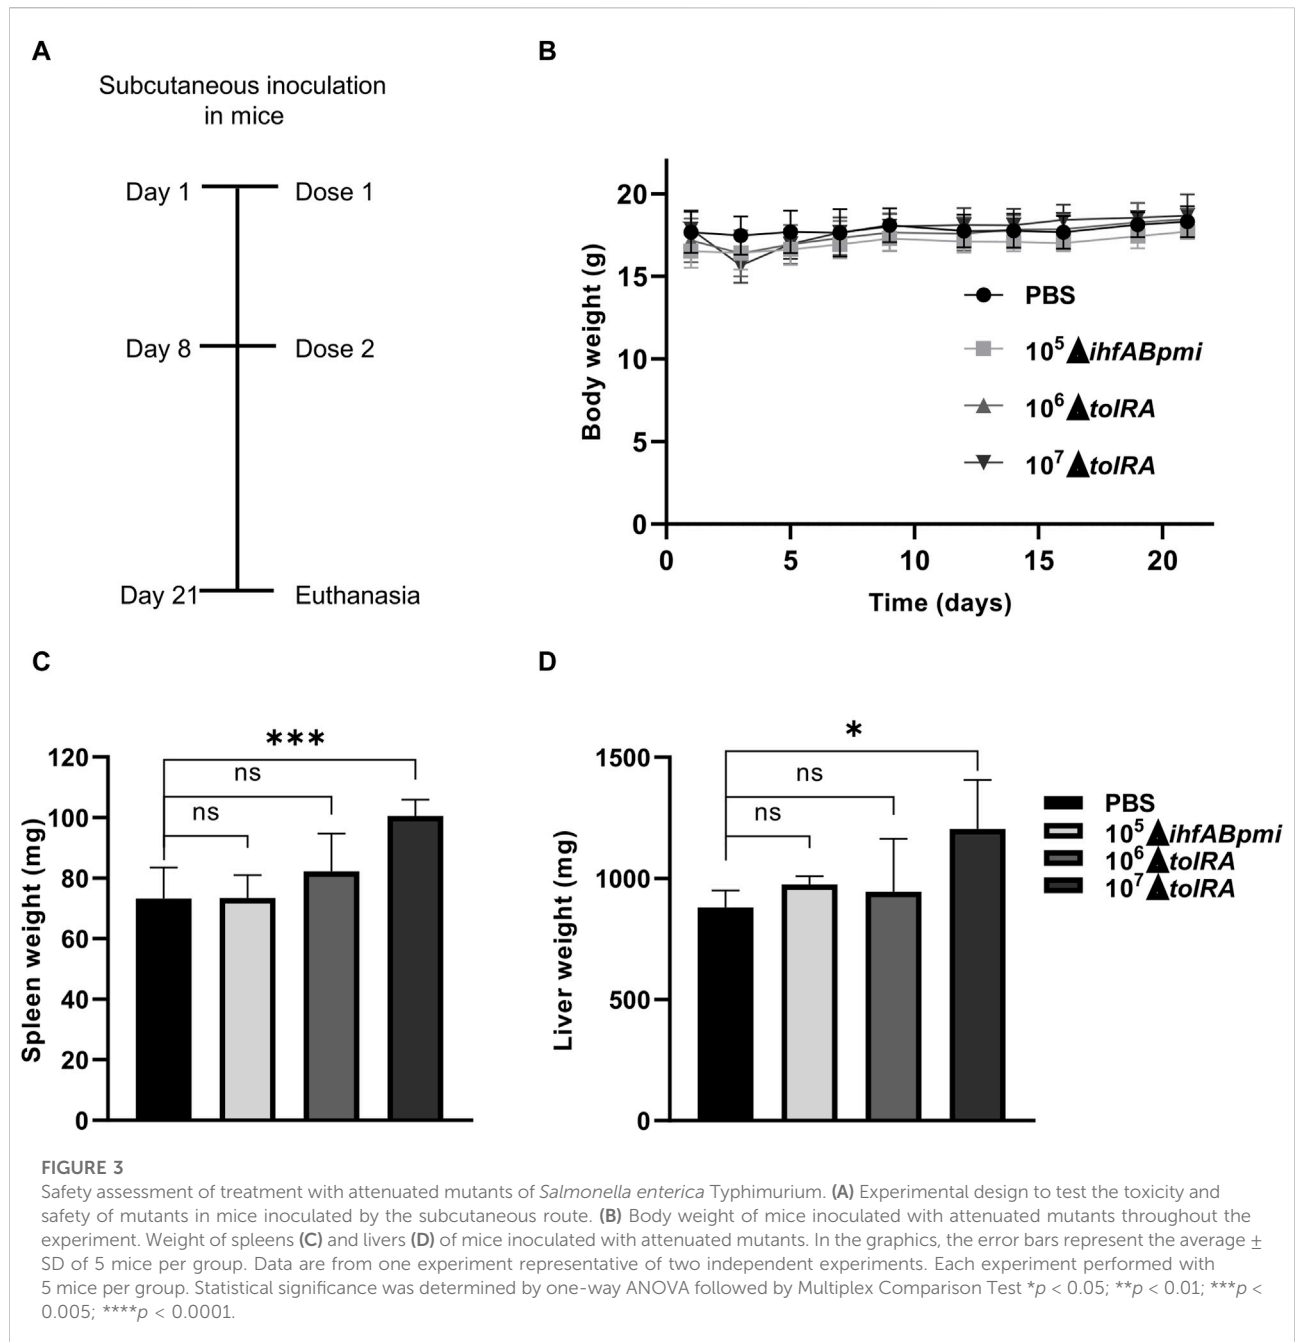 A
Subcutaneous inoculation
in mice
Day 1 Dose 1
Day 8 Dose 2
Day 21 Euthanasia
B
Body weight (g)
20
15
10
5
0
0 5 10 15 20
Time (days)
PBS
10⁵ ▲ihfABpmi
10⁶ ▲tolRA
10⁷ ▲tolRA
C
Spleen weight (mg)
120
100
80
60
40
20
0
***
ns
ns
D
Liver weight (mg)
1500
1000
500
0
*
ns
ns
PBS
10⁵ ▲ihfABpmi
10⁶ ▲tolRA
10⁷ ▲tolRA
FIGURE 3
Safety assessment of treatment with attenuated mutants of Salmonella enterica Typhimurium. (A) Experimental design to test the toxicity and
safety of mutants in mice inoculated by the subcutaneous route. (B) Body weight of mice inoculated with attenuated mutants throughout the
experiment. Weight of spleens (C) and livers (D) of mice inoculated with attenuated mutants. In the graphics, the error bars represent the average ±
SD of 5 mice per group. Data are from one experiment representative of two independent experiments. Each experiment performed with
5 mice per group. Statistical significance was determined by one-way ANOVA followed by Multiplex Comparison Test *p < 0.05; **p < 0.01; ***p <
0.005; ****p < 0.0001.